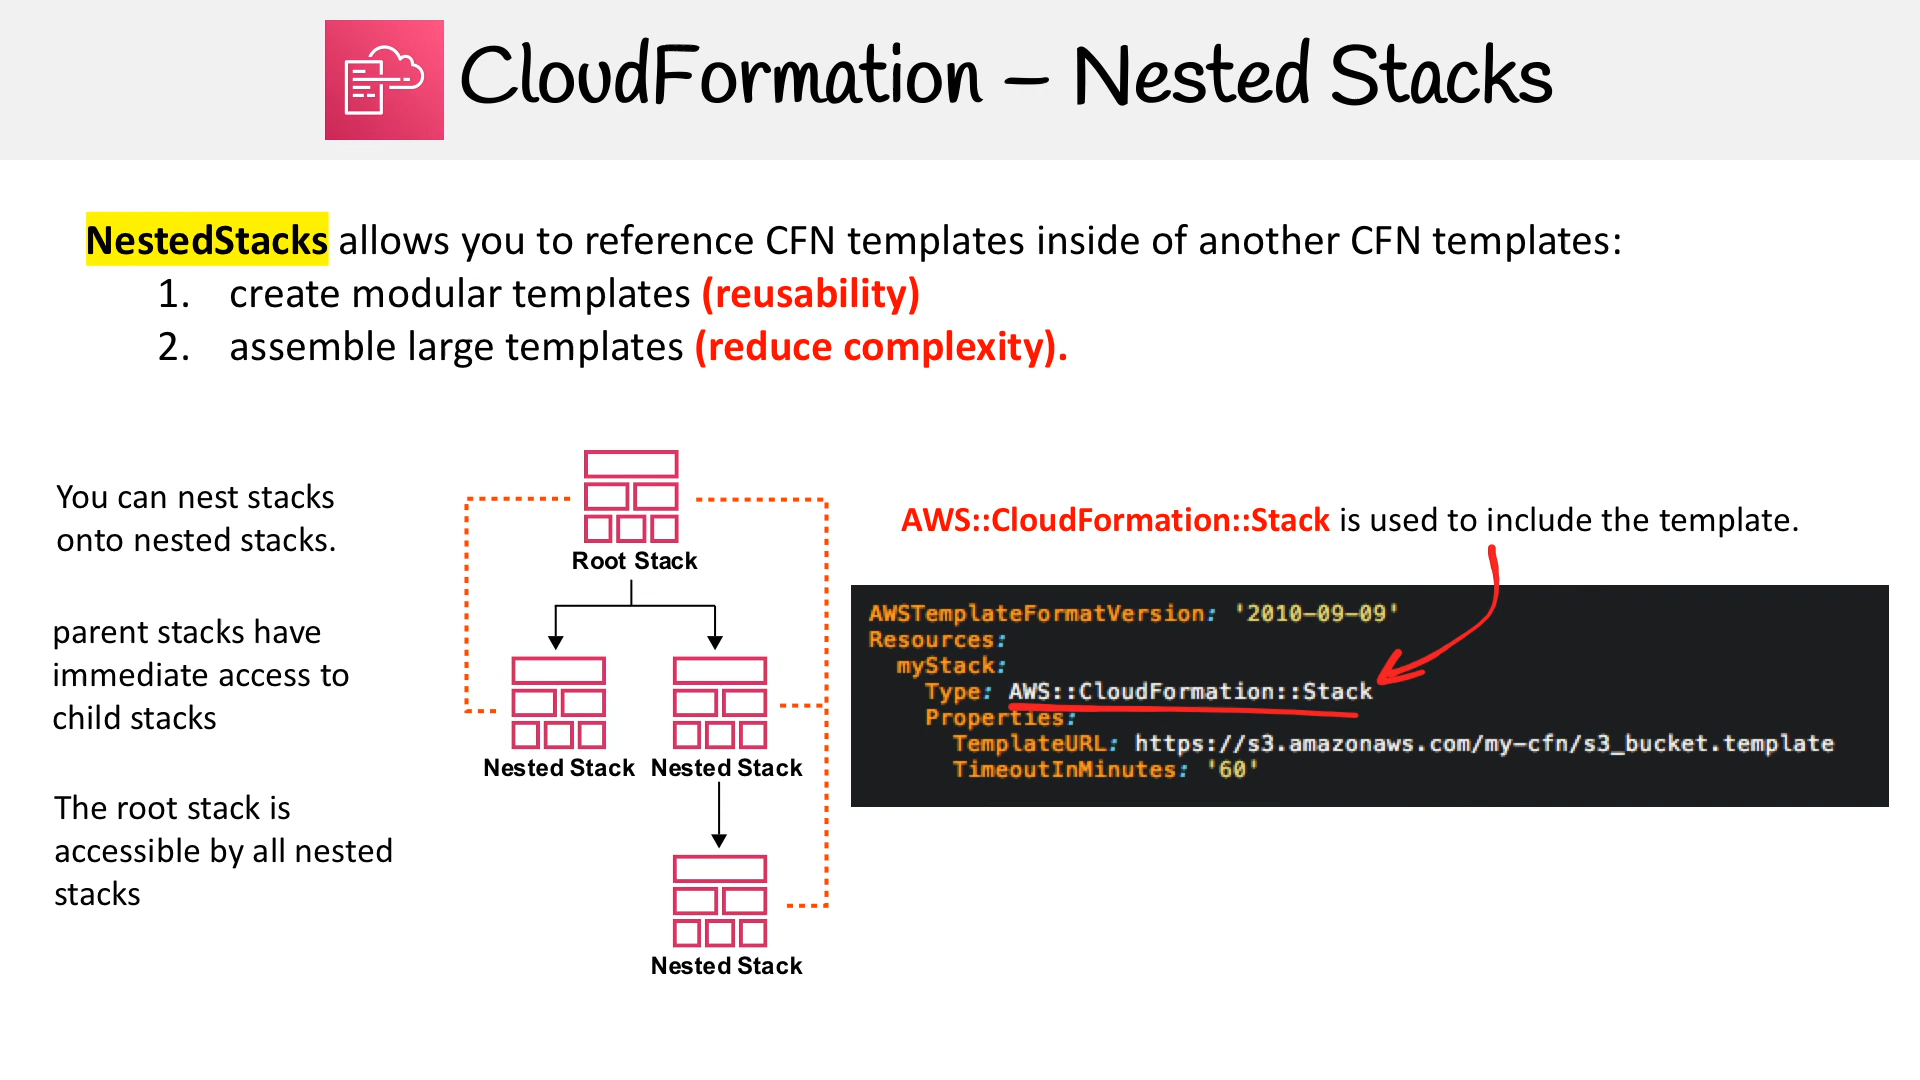 CloudFormation – Nested Stacks
NestedStacks allows you to reference CFN templates inside of another CFN templates:
1. create modular templates (reusability)
2. assemble large templates (reduce complexity).
You can nest stacks
onto nested stacks.
parent stacks have
immediate access to
child stacks
The root stack is
accessible by all nested
stacks
Root Stack
Nested Stack
Nested Stack
Nested Stack
AWS::CloudFormation::Stack is used to include the template.
AWSTemplateFormatVersion: '2010-09-09'
Resources:
myStack:
Type: AWS::CloudFormation::Stack
Properties:
TemplateURL: https://s3.amazonaws.com/my-cfn/s3_bucket.template
TimeoutInMinutes: '60'